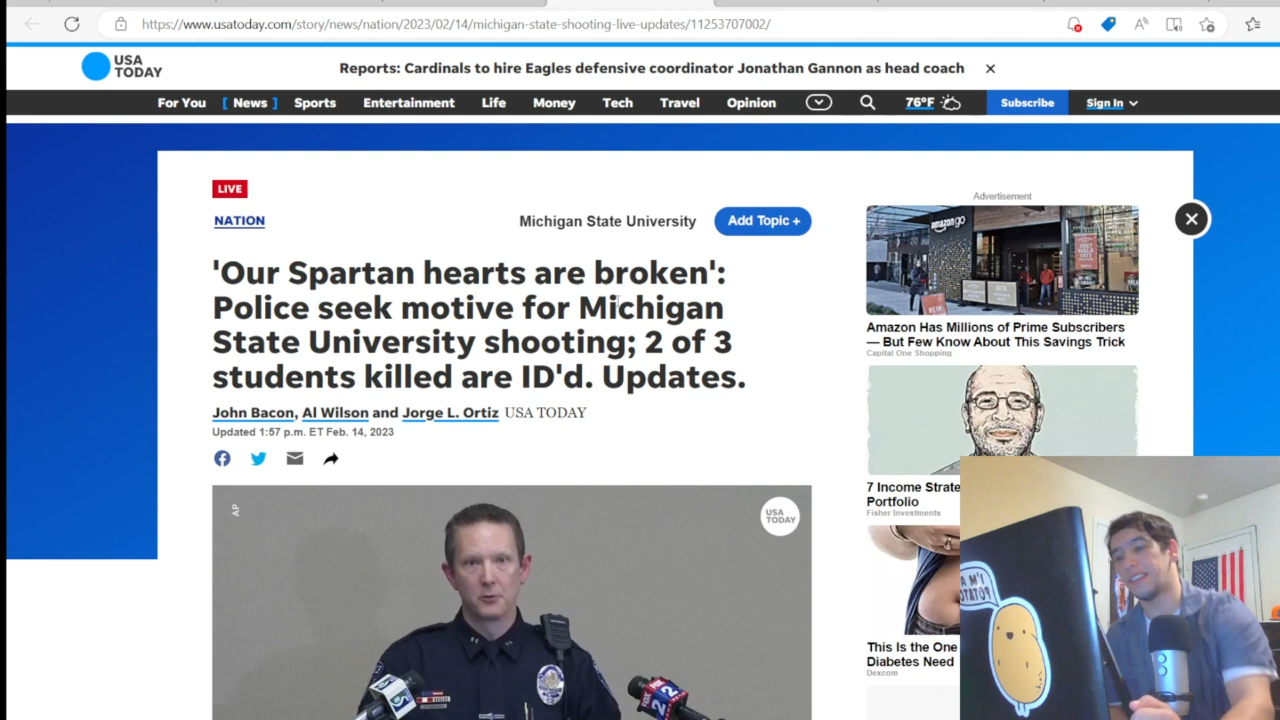 https://www.usatoday.com/story/news/nation/2023/02/14/michigan-state-shooting-live-updates/11253707002/
USA
TODAY
Reports: Cardinals to hire Eagles defensive coordinator Jonathan Gannon as head coach
For You [ News ] Sports Entertainment Life Money Tech Travel Opinion 76°F Subscribe Sign In
LIVE
NATION
Michigan State University Add Topic +
'Our Spartan hearts are broken':
Police seek motive for Michigan
State University shooting; 2 of 3
students killed are ID'd. Updates.
John Bacon, Al Wilson and Jorge L. Ortiz USA TODAY
Updated 1:57 p.m. ET Feb. 14, 2023
AP
USA
TODAY
FOX
2
Advertisement
amazon go
Amazon Has Millions of Prime Subscribers
— But Few Know About This Savings Trick
Capital One Shopping
7 Income Strate
Portfolio
Fisher Investments
This Is the One
Diabetes Need
Dexcom
I'M A
POTATO